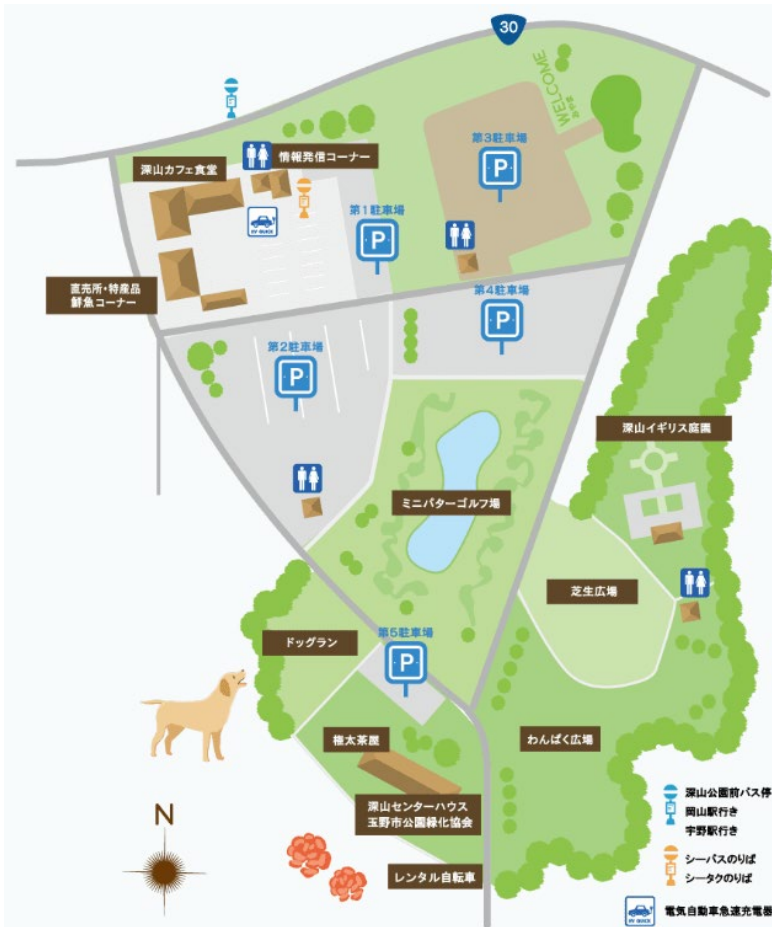 30
WELCOME
みやま
第3駐車場
P
情報発信コーナー
深山カフェ食堂
EV QUICK
第1駐車場
P
直売所・特産品
鮮魚コーナー
第4駐車場
P
第2駐車場
P
深山イギリス庭園
ミニパターゴルフ場
芝生広場
ドッグラン
第5駐車場
P
権太茶屋
わんぱく広場
深山センターハウス
玉野市公園緑化協会
レンタル自転車
N
深山公園前バス停
岡山駅行き
宇野駅行き
シーバスのりば
シータクのりば
EV QUICK
電気自動車急速充電器